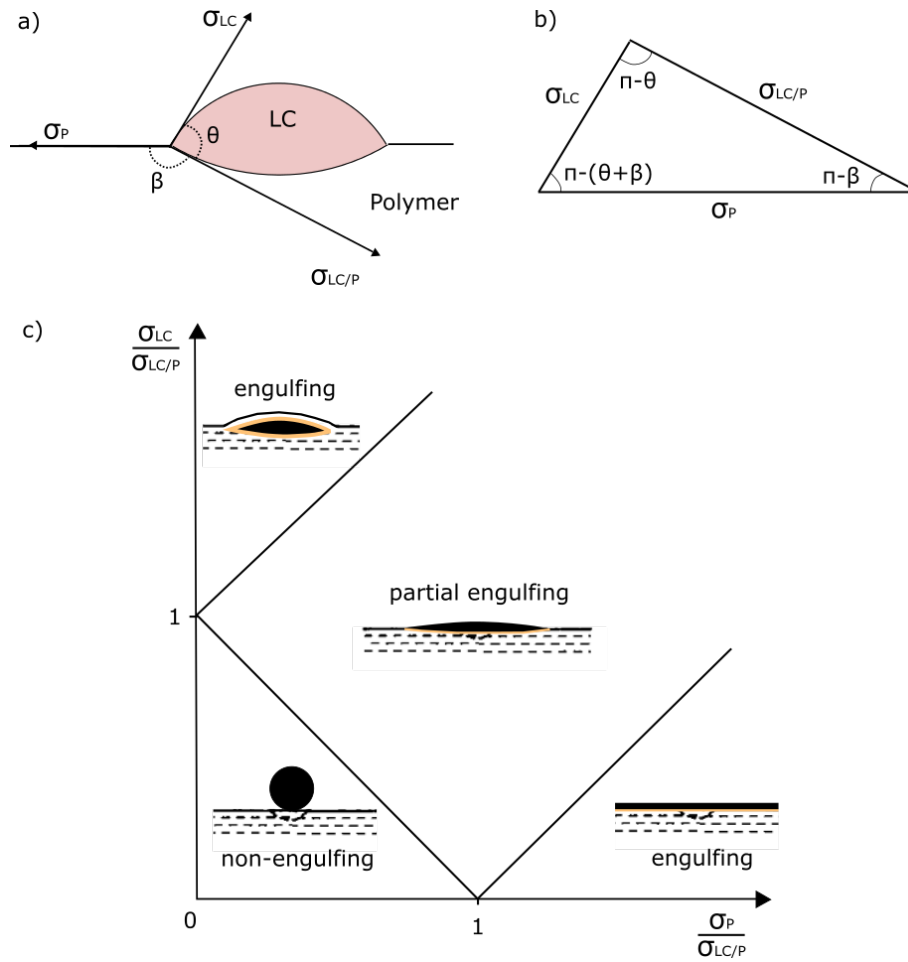 a)
σLC
σP
LC
θ
β
Polymer
σLC/P
b)
σLC
π-θ
σLC/P
π-(θ+β)
π-β
σP
c)
σLC
σLC/P
engulfing
partial engulfing
1
non-engulfing
engulfing
0
1
σP
σLC/P